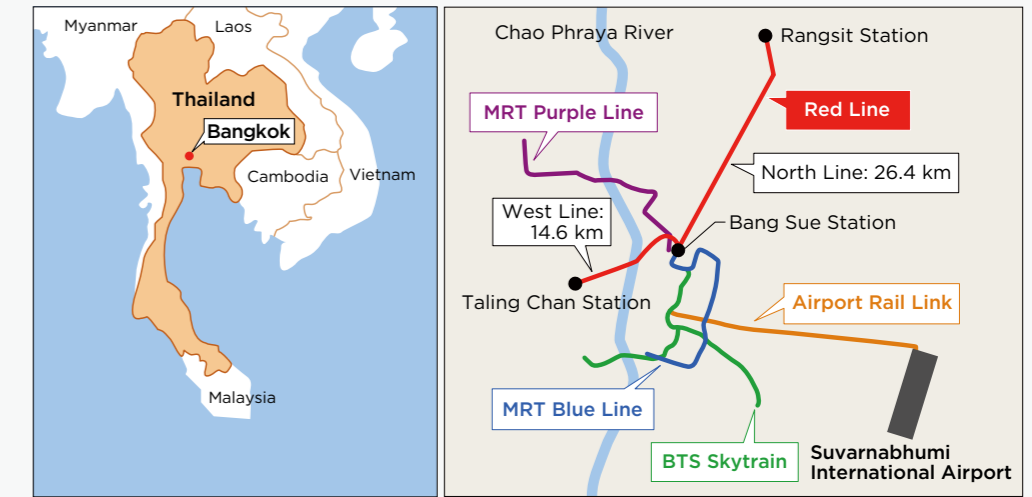 Myanmar
Laos
Thailand
Bangkok
Cambodia
Vietnam
Malaysia
Chao Phraya River
Rangsit Station
MRT Purple Line
Red Line
North Line: 26.4 km
West Line:
14.6 km
Bang Sue Station
Taling Chan Station
Airport Rail Link
MRT Blue Line
BTS Skytrain
Suvarnabhumi
International Airport